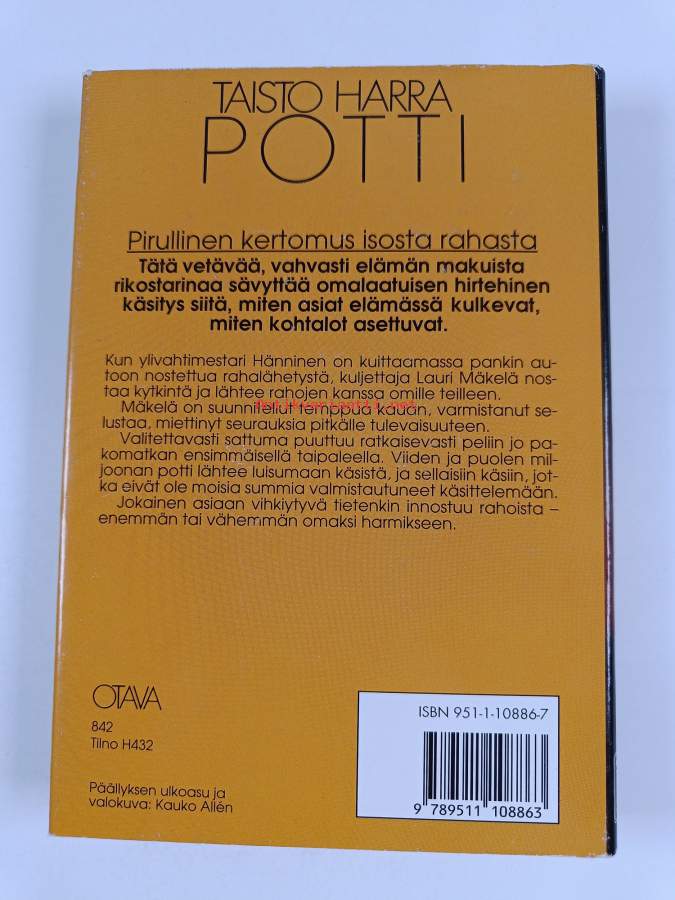 TAISTO HARRA
POTTI
Pirullinen kertomus isosta rahasta
Tätä vetävää, vahvasti elämän makuista
rikostarinaa sävyttää omalaatuisen hirtehinen
käsitys siitä, miten asiat elämässä kulkevat,
miten kohtalot asettuvat.
Kun ylivahtimestari Hänninen on kuittaamassa pankin au-
toon nostettua rahalähetystä, kuljettaja Lauri Mäkelä nos-
taa kytkintä ja lähtee rahojen kanssa omille teilleen.
Mäkelä on suunnitellut temppua kauan, varmistanut se-
lustaa, miettinyt seurauksia pitkälle tulevaisuuteen.
Valitettavasti sattuma puuttuu ratkaisevasti peliin jo pa-
komatkan ensimmäisellä taipaleella. Viiden ja puolen mil-
joonan potti lähtee luisumaan käsistä, ja sellaisiin käsiin, jot-
ka eivät ole moisia summia valmistautuneet käsittelemään.
Jokainen asiaan vihkiytyvä tietenkin innostuu rahoista –
enemmän tai vähemmän omaksi harmikseen.
OTAVA
842
Tilno H432
Päällyksen ulkoasu ja
valokuva: Kauko Allén
ISBN 951-1-10886-7
9 789511 108863